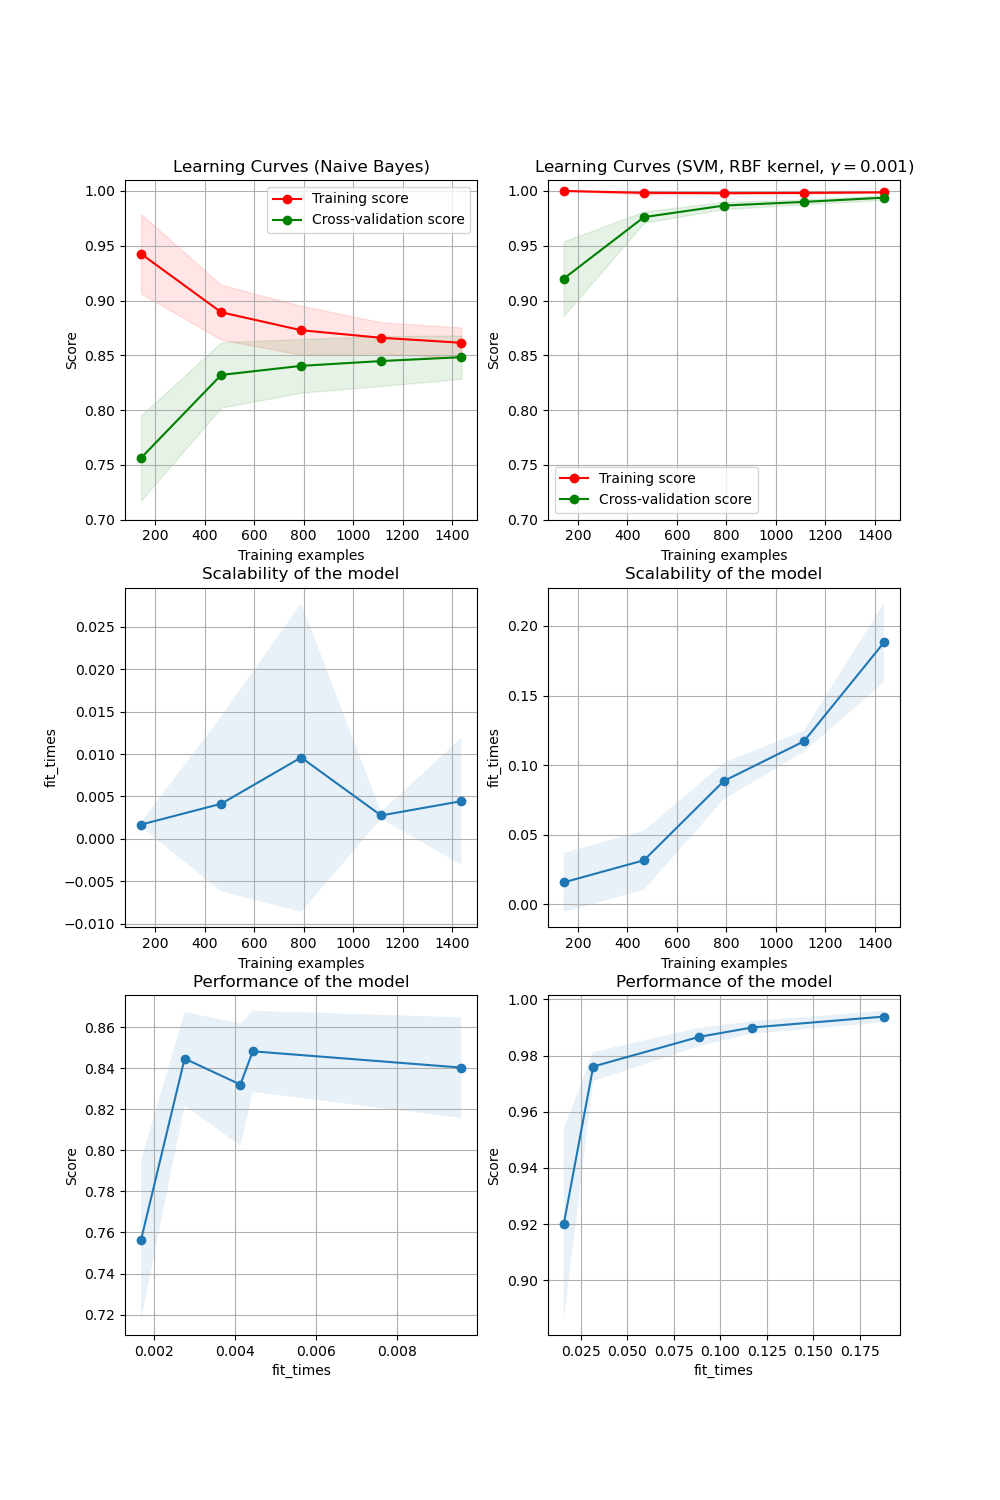 Learning Curves (Naive Bayes)
1.00
0.95
0.90
0.85
0.80
0.75
0.70
Score
Training score
Cross-validation score
200 400 600 800 1000 1200 1400
Training examples
Learning Curves (SVM, RBF kernel, γ = 0.001)
1.00
0.95
0.90
0.85
0.80
0.75
0.70
Score
Training score
Cross-validation score
200 400 600 800 1000 1200 1400
Training examples
Scalability of the model
0.025
0.020
0.015
0.010
0.005
0.000
−0.005
−0.010
fit_times
200 400 600 800 1000 1200 1400
Training examples
Scalability of the model
0.20
0.15
0.10
0.05
0.00
fit_times
200 400 600 800 1000 1200 1400
Training examples
Performance of the model
0.86
0.84
0.82
0.80
0.78
0.76
0.74
0.72
Score
0.002 0.004 0.006 0.008
fit_times
Performance of the model
1.00
0.98
0.96
0.94
0.92
0.90
Score
0.025 0.050 0.075 0.100 0.125 0.150 0.175
fit_times